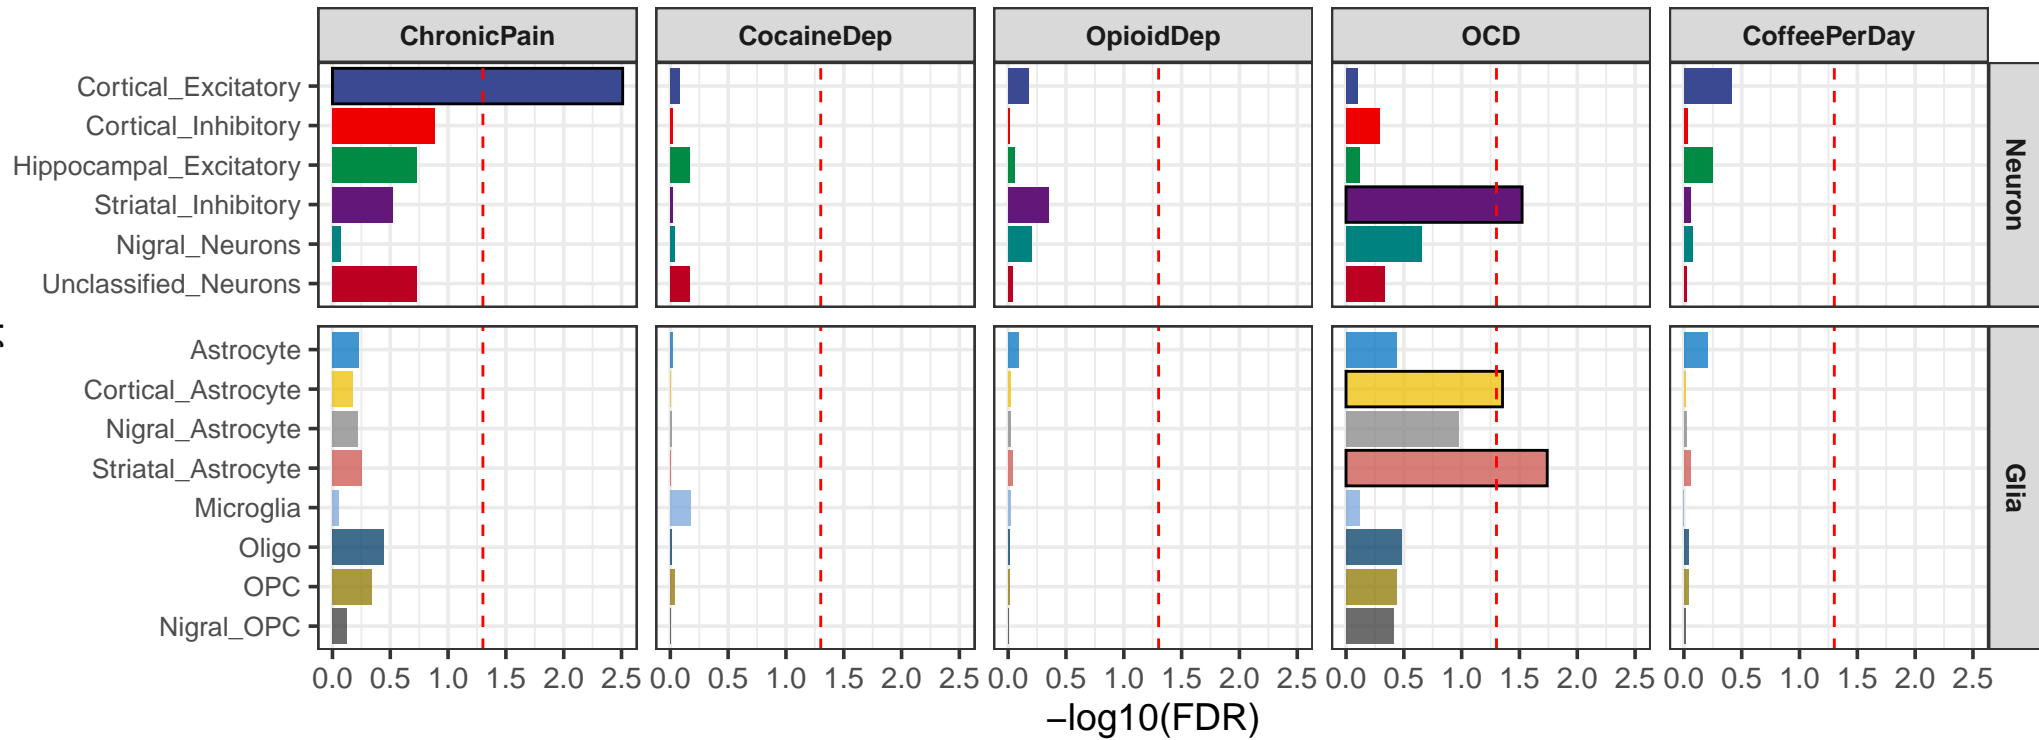 ChronicPain CocaineDep OpioidDep OCD CoffeePerDay
Cortical_Excitatory
Cortical_Inhibitory
Hippocampal_Excitatory
Striatal_Inhibitory
Nigral_Neurons
Unclassified_Neurons
Neuron
Astrocyte
Cortical_Astrocyte
Nigral_Astrocyte
Striatal_Astrocyte
Microglia
Oligo
OPC
Nigral_OPC
Glia
0.0 0.5 1.0 1.5 2.0 2.5 0.0 0.5 1.0 1.5 2.0 2.5 0.0 0.5 1.0 1.5 2.0 2.5 0.0 0.5 1.0 1.5 2.0 2.5 0.0 0.5 1.0 1.5 2.0 2.5
−log10(FDR)